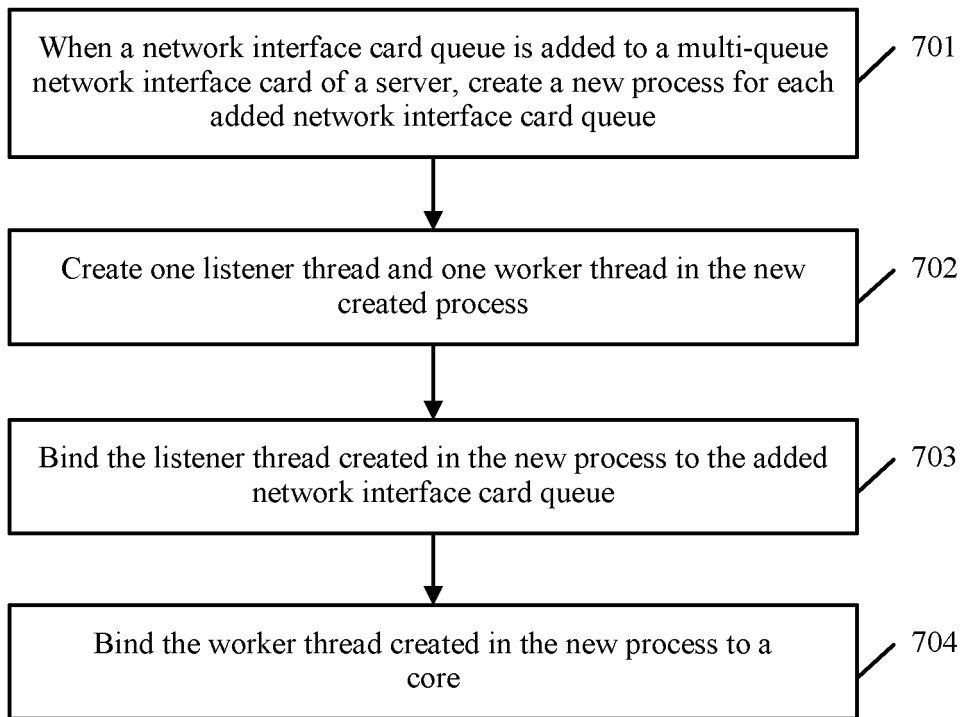 When a network interface card queue is added to a multi-queue
network interface card of a server, create a new process for each
added network interface card queue
701
Create one listener thread and one worker thread in the new
created process
702
Bind the listener thread created in the new process to the added
network interface card queue
703
Bind the worker thread created in the new process to a
core
704